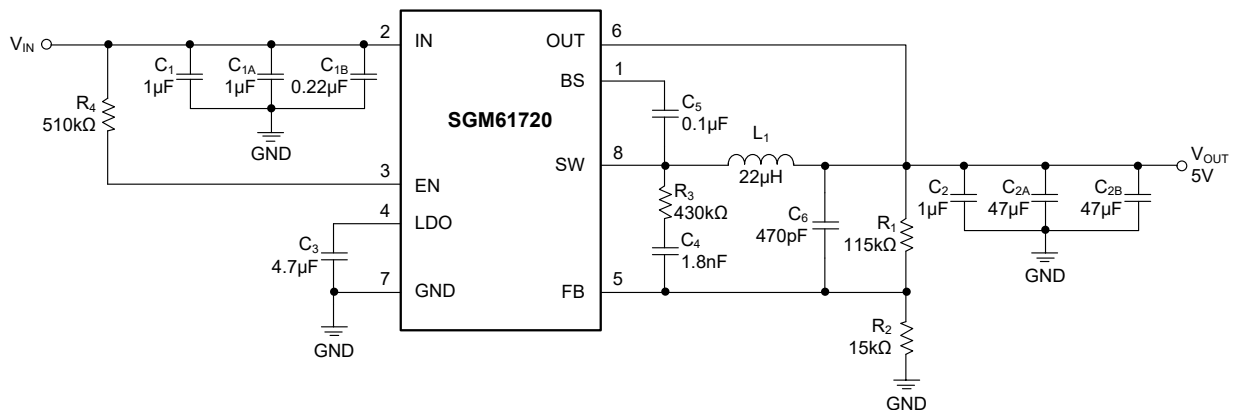 VIN
R4
510kΩ
C1
1µF
C1A
1µF
C1B
0.22µF
GND
2
IN
3
EN
4
LDO
C3
4.7µF
7
GND
GND
SGM61720
OUT
6
BS
1
SW
8
FB
5
C5
0.1µF
L1
22µH
R3
430kΩ
C4
1.8nF
C6
470pF
R1
115kΩ
R2
15kΩ
GND
C2
1µF
C2A
47µF
C2B
47µF
GND
VOUT
5V